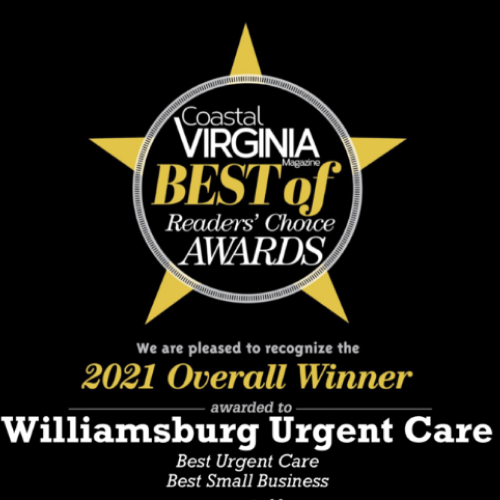 Coastal
VIRGINIA
Magazine
BEST of
Readers' Choice
AWARDS
We are pleased to recognize the
2021 Overall Winner
awarded to
Williamsburg Urgent Care
Best Urgent Care
Best Small Business